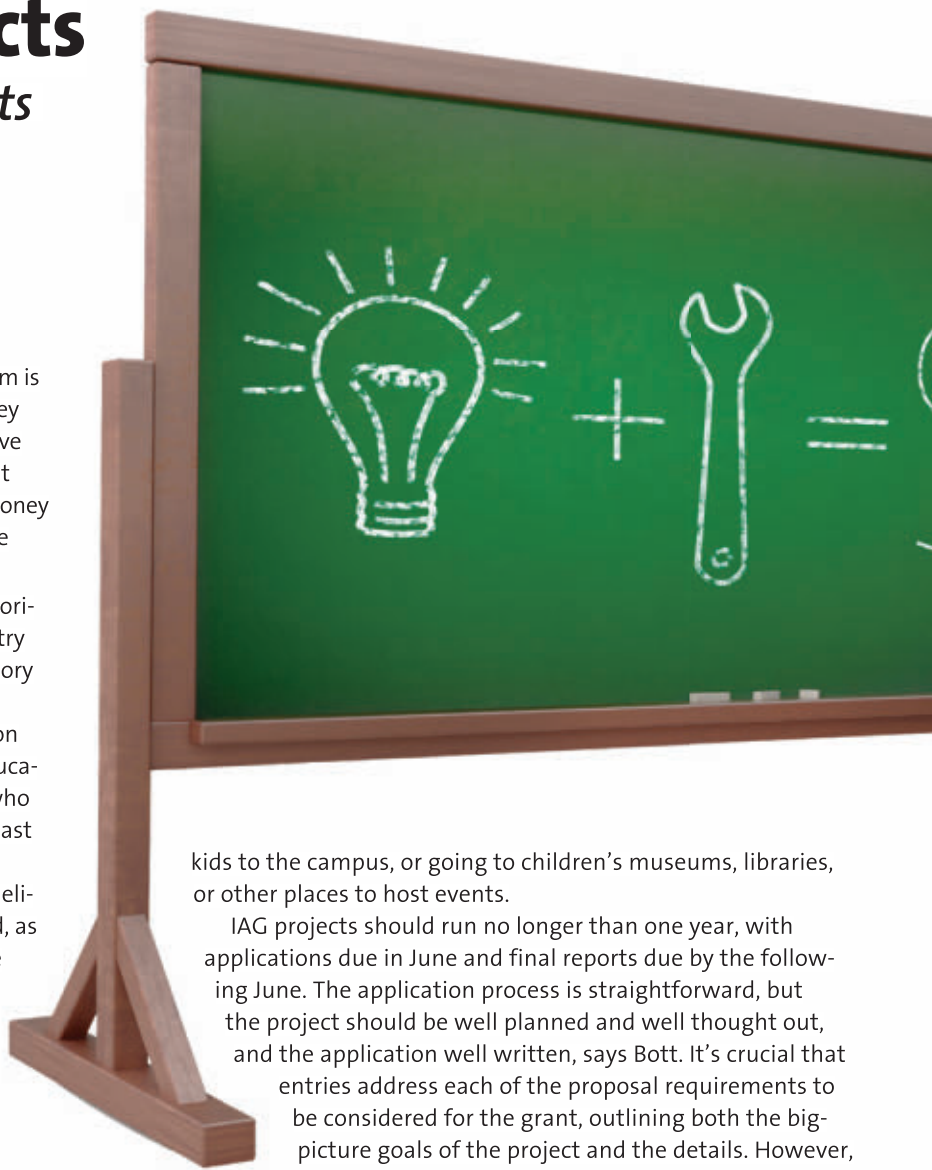 cts
ts
m is
ey
ve
t
oney
e
ori-
try
ory
on
uca-
who
ast
eli-
d, as
e
kids to the campus, or going to children’s museums, libraries,
or other places to host events.
IAG projects should run no longer than one year, with
applications due in June and final reports due by the follow-
ing June. The application process is straightforward, but
the project should be well planned and well thought out,
and the application well written, says Bott. It’s crucial that
entries address each of the proposal requirements to
be considered for the grant, outlining both the big-
picture goals of the project and the details. However,